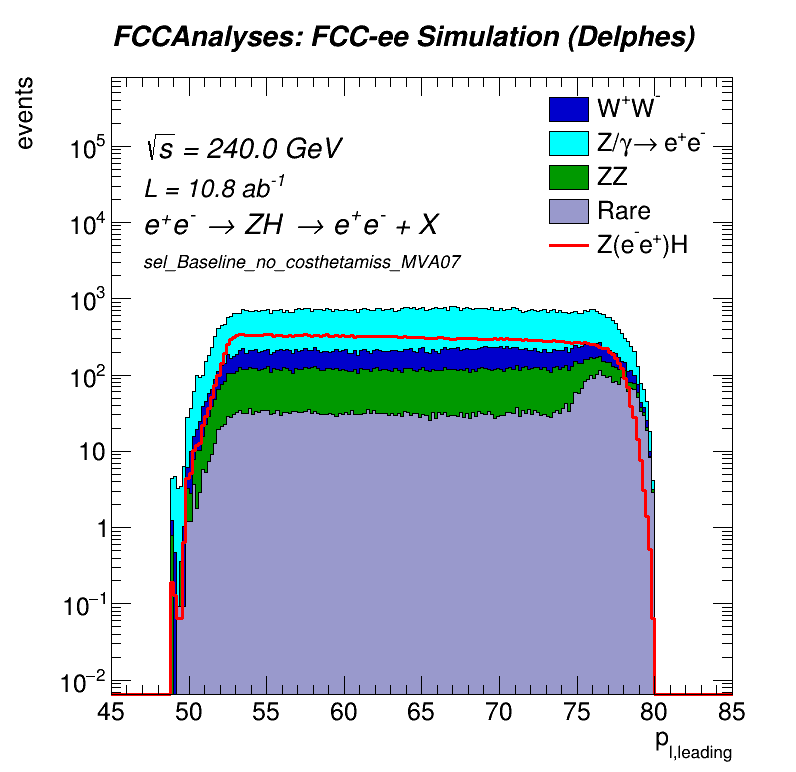 FCCAnalyses: FCC-ee Simulation (Delphes)
events
√s = 240.0 GeV
L = 10.8 ab⁻¹
e⁺e⁻ → ZH → e⁺e⁻ + X
sel_Baseline_no_costhetamiss_MVA07
W⁺W⁻
Z/γ→ e⁺e⁻
ZZ
Rare
Z(e⁻e⁺)H
10⁵
10⁴
10³
10²
10
1
10⁻¹
10⁻²
45 50 55 60 65 70 75 80 85
p_l,leading